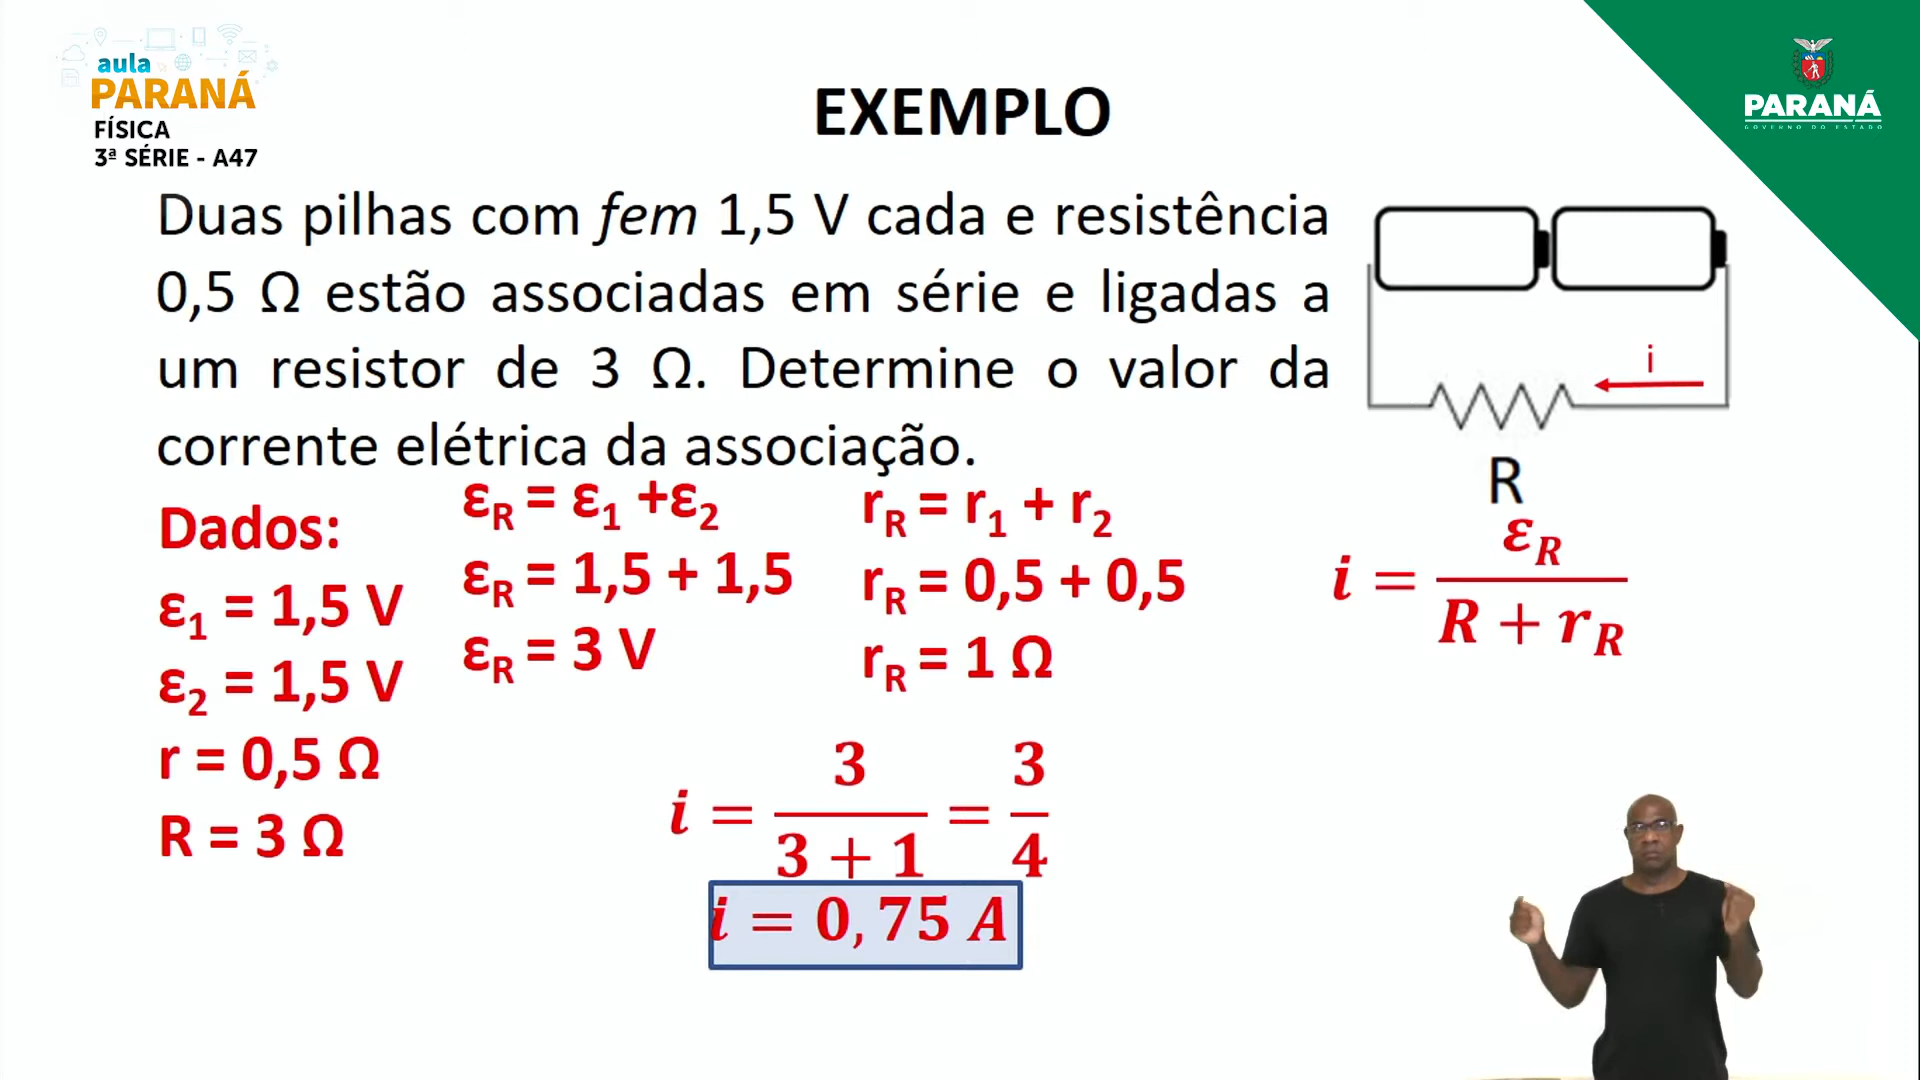 aula
PARANÁ
FÍSICA
3ª SÉRIE - A47
EXEMPLO
PARANÁ
GOVERNO DO ESTADO
Duas pilhas com fem 1,5 V cada e resistência
0,5 Ω estão associadas em série e ligadas a
um resistor de 3 Ω. Determine o valor da
corrente elétrica da associação.
i
R
Dados:
ε₁ = 1,5 V
ε₂ = 1,5 V
r = 0,5 Ω
R = 3 Ω
ε_R = ε₁ +ε₂
ε_R = 1,5 + 1,5
ε_R = 3 V
r_R = r₁ + r₂
r_R = 0,5 + 0,5
r_R = 1 Ω
i = ε_R / (R + r_R)
i = 3 / (3 + 1) = 3 / 4
i = 0, 75 A